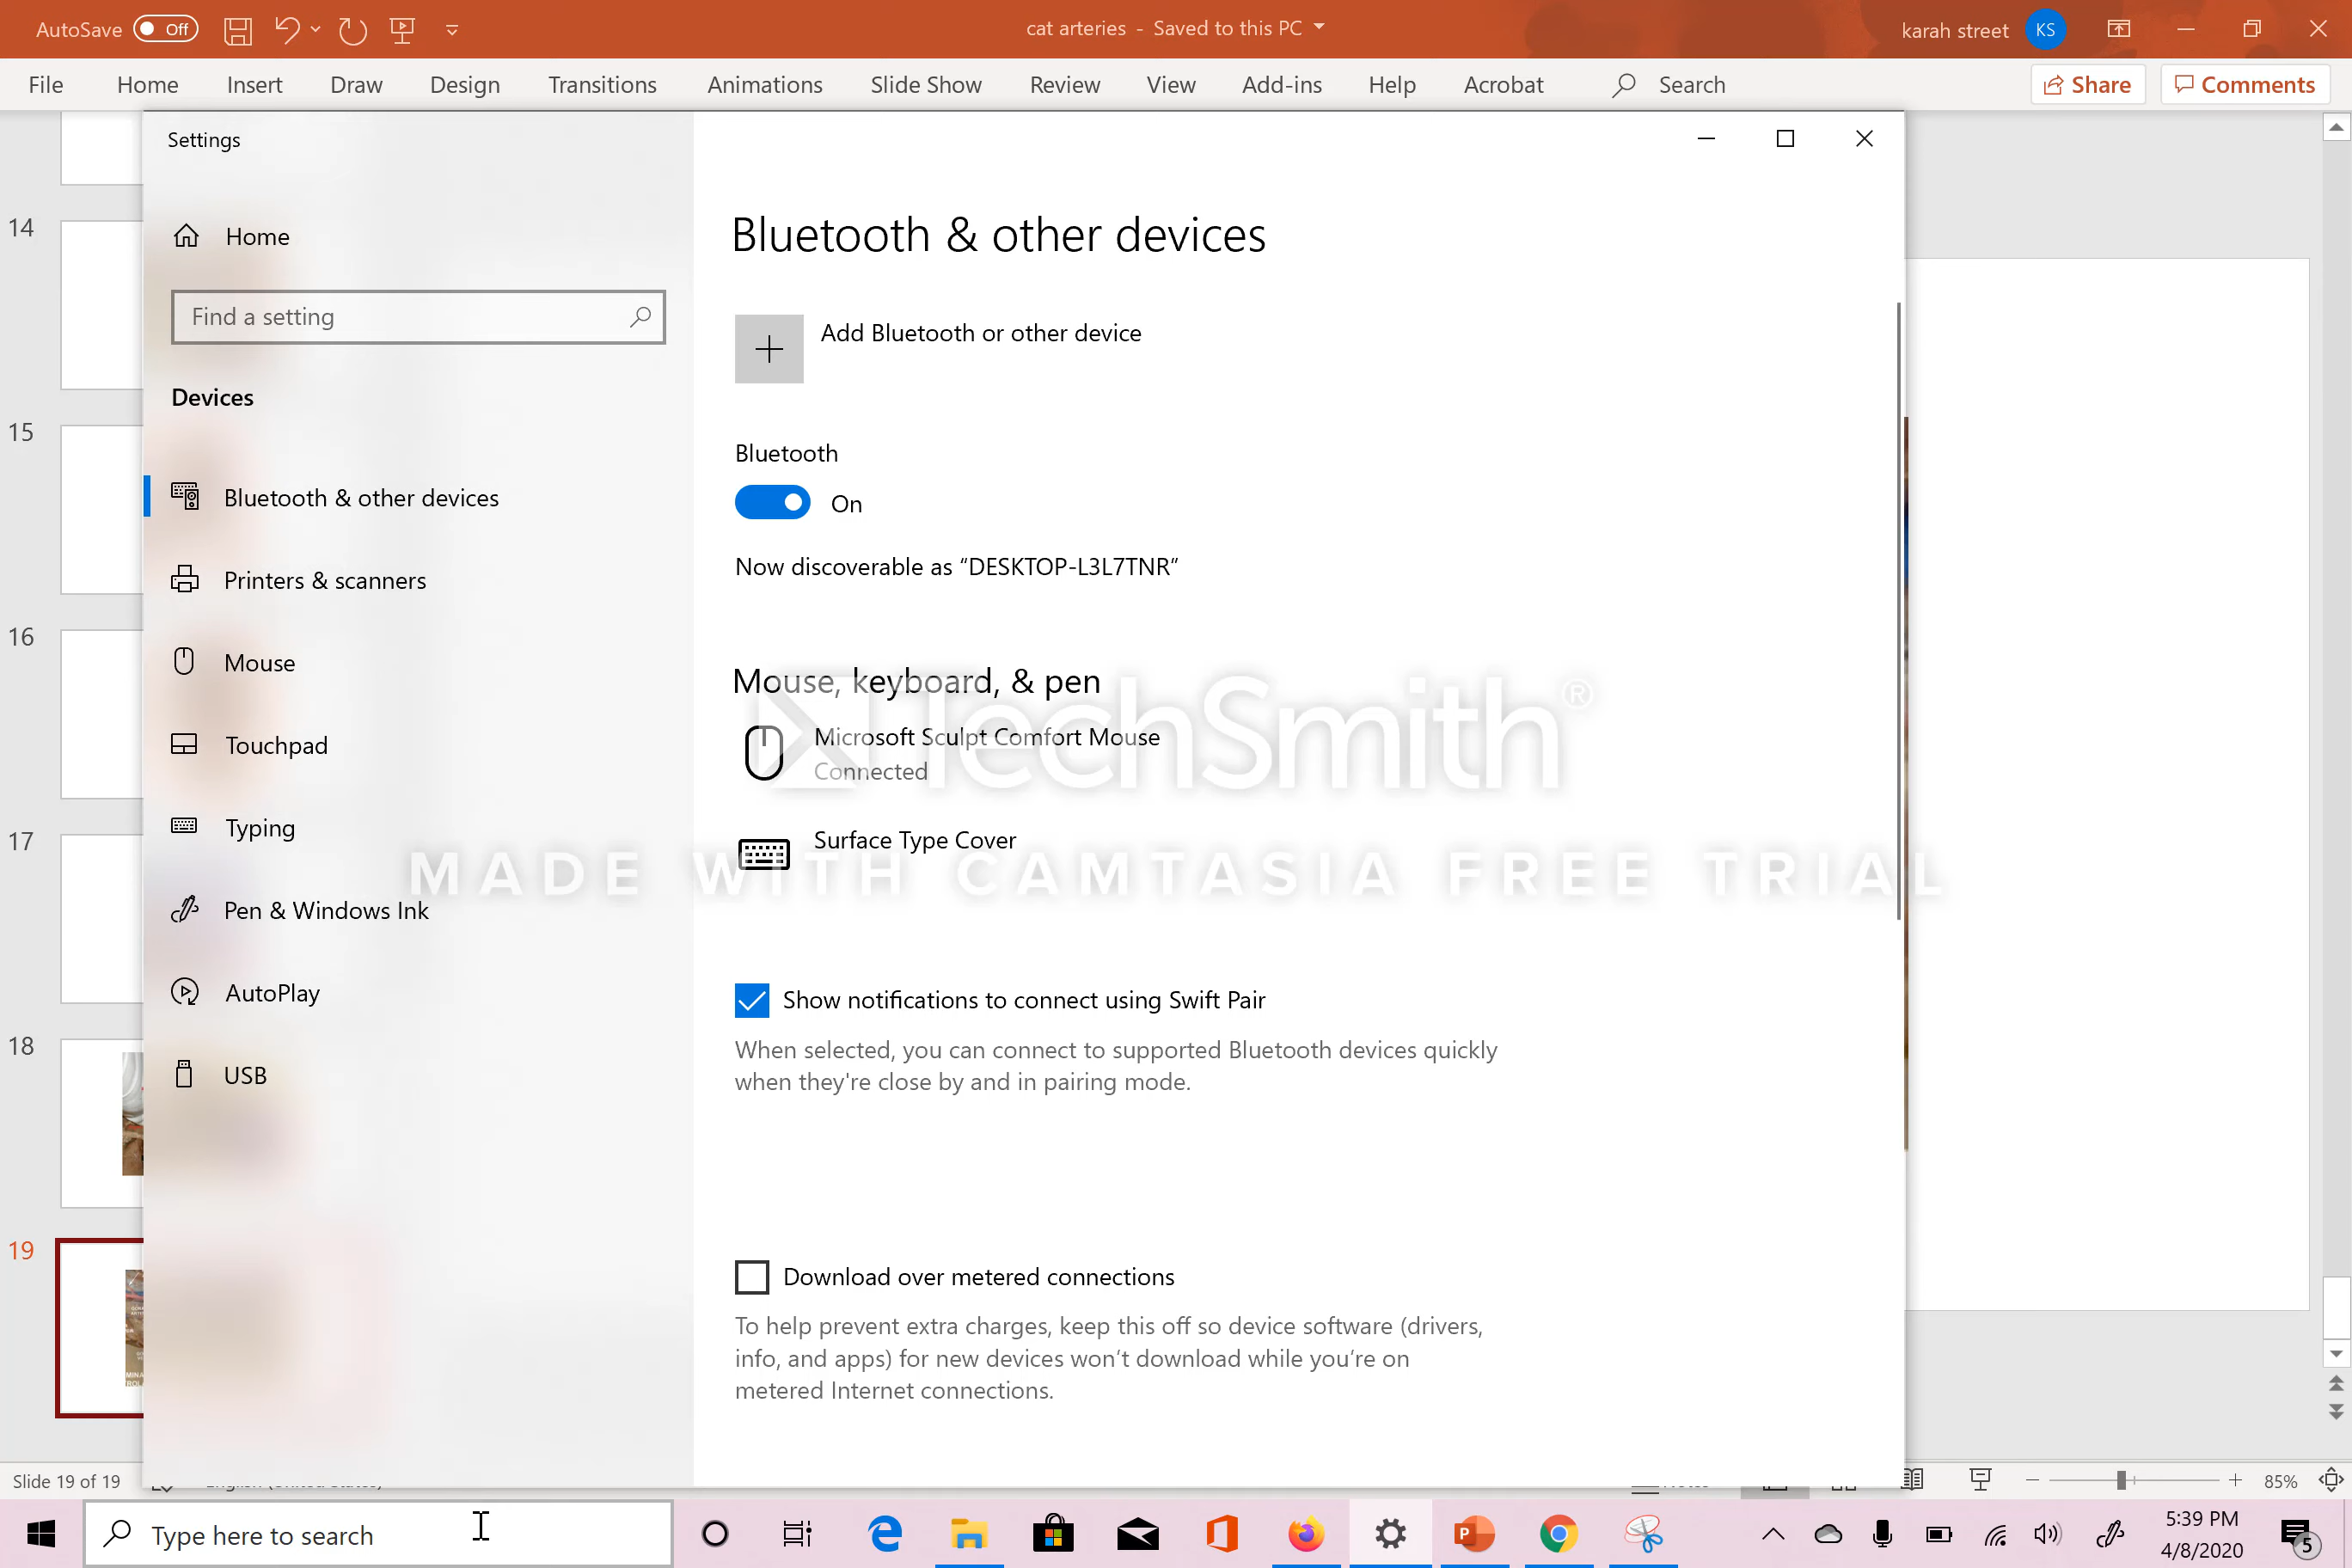 AutoSave Off
cat arteries - Saved to this PC
karah street KS
File Home Insert Draw Design Transitions Animations Slide Show Review View Add-ins Help Acrobat Search Share Comments
Settings
Home
Find a setting
Devices
Bluetooth & other devices
Printers & scanners
Mouse
Touchpad
Typing
Pen & Windows Ink
AutoPlay
USB
Bluetooth & other devices
Add Bluetooth or other device
Bluetooth
On
Now discoverable as “DESKTOP-L3L7TNR”
Mouse, keyboard, & pen
Microsoft Sculpt Comfort Mouse
Connected
Surface Type Cover
TechSmith®
MADE WITH CAMTASIA FREE TRIAL
Show notifications to connect using Swift Pair
When selected, you can connect to supported Bluetooth devices quickly
when they're close by and in pairing mode.
Download over metered connections
To help prevent extra charges, keep this off so device software (drivers,
info, and apps) for new devices won’t download while you’re on
metered Internet connections.
14
15
16
17
18
19
Slide 19 of 19
85%
Type here to search
5:39 PM
4/8/2020
5